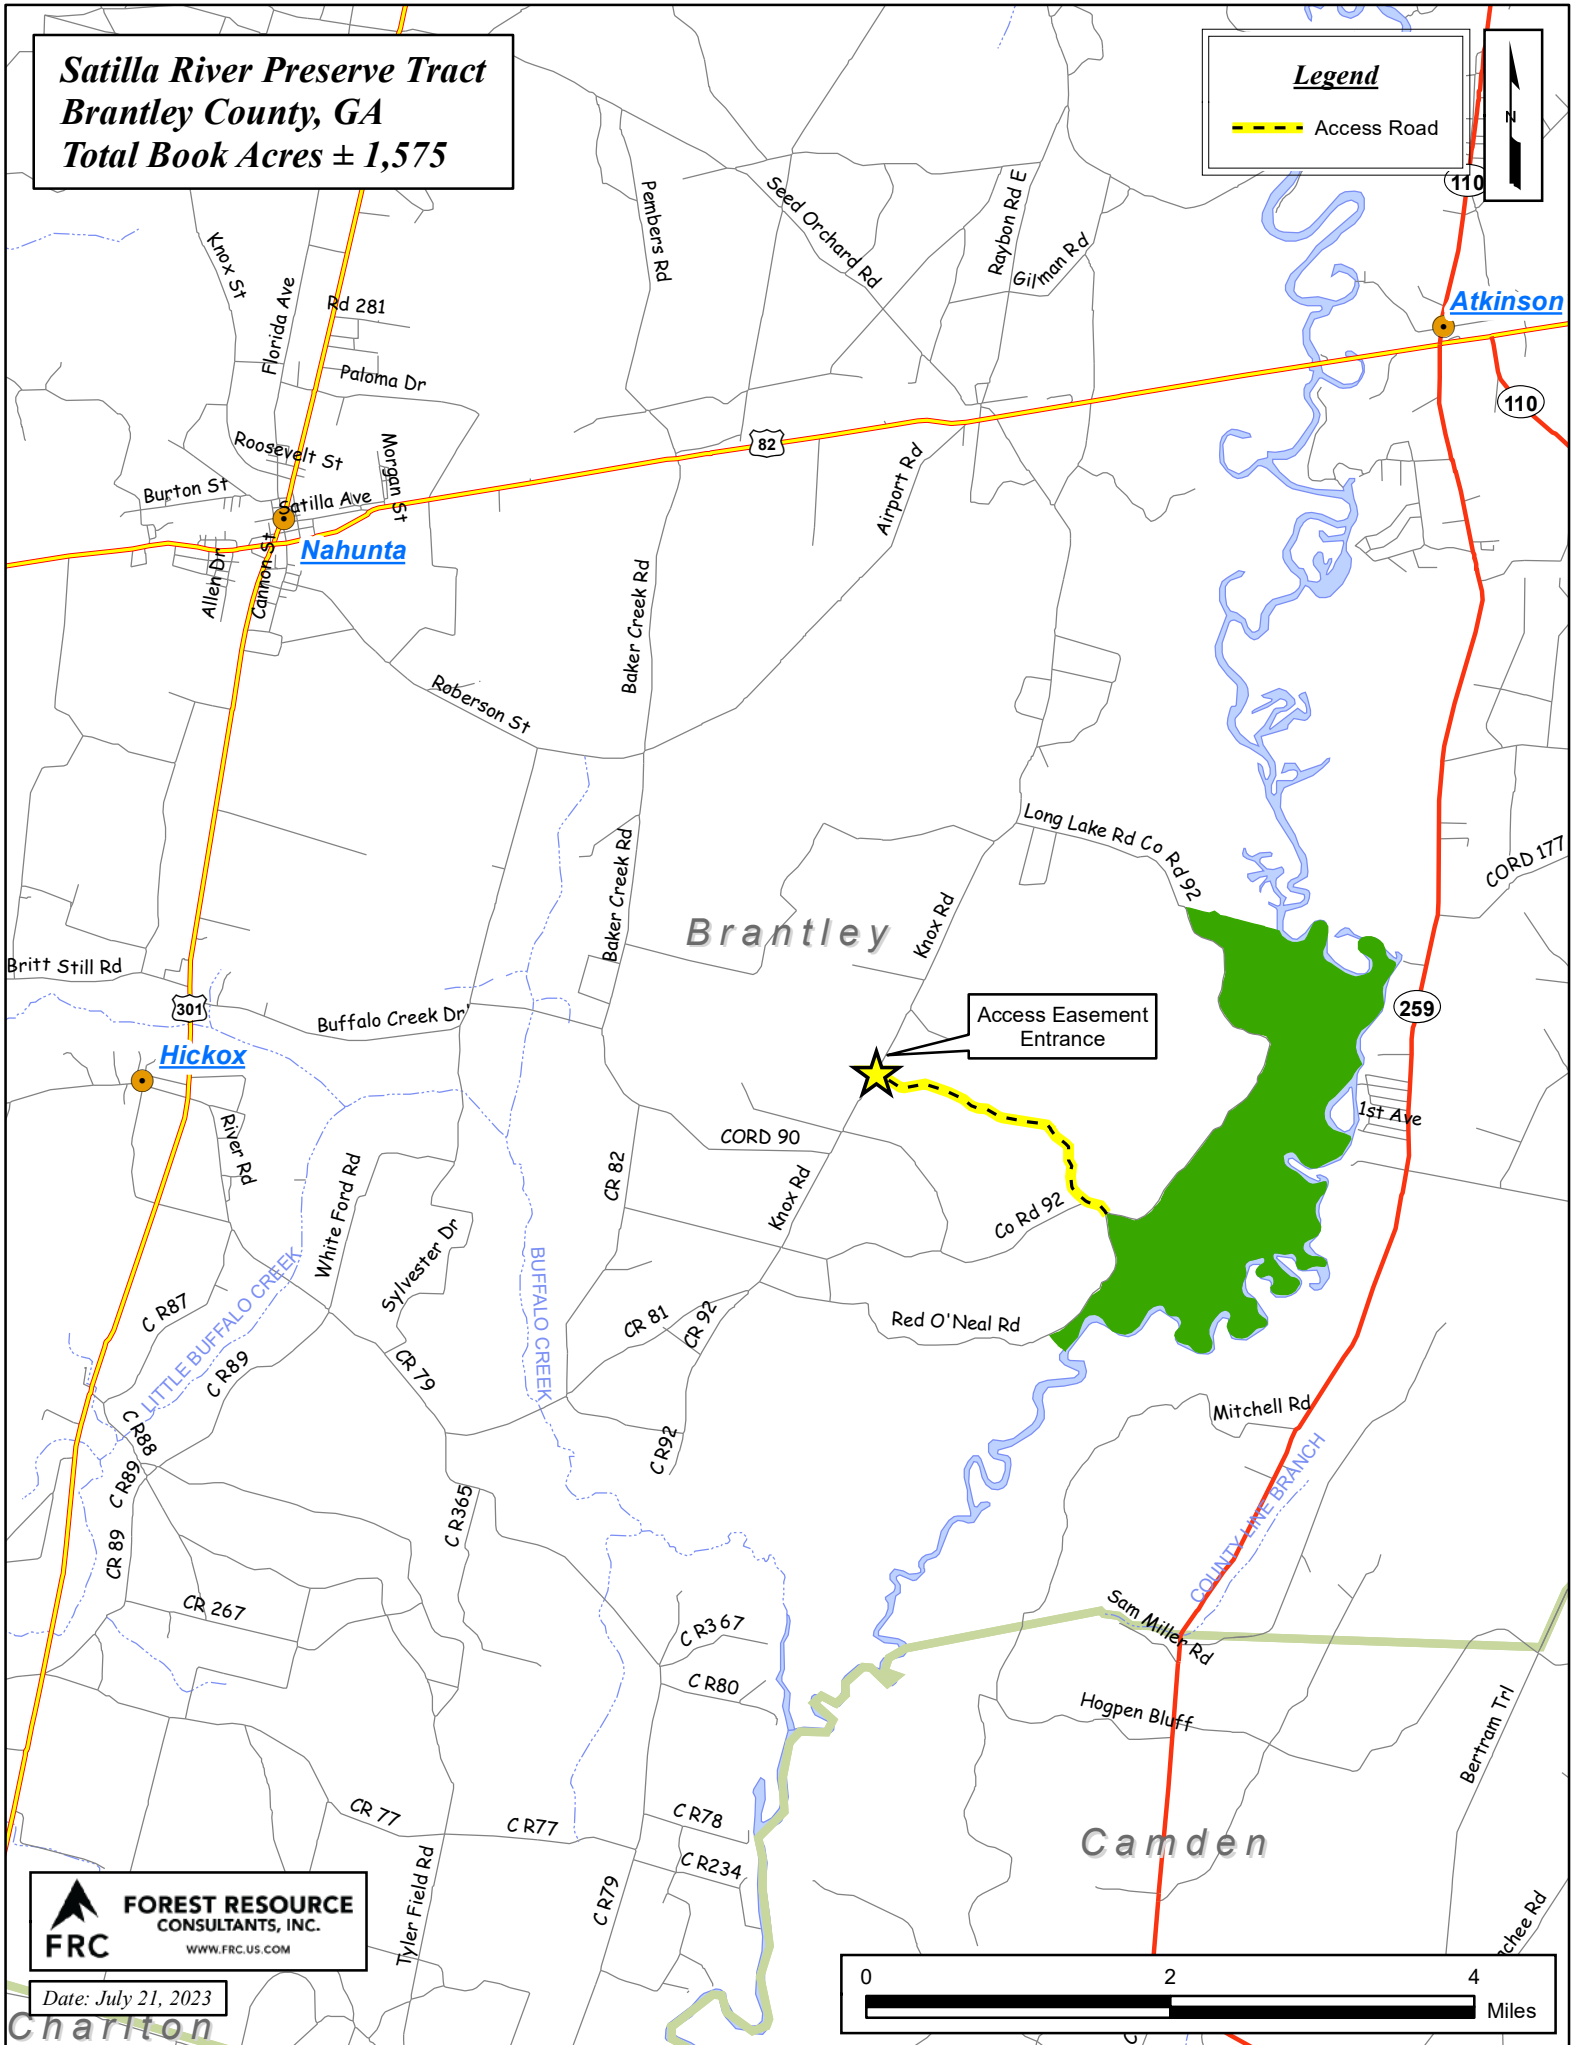 Satilla River Preserve Tract
Brantley County, GA
Total Book Acres ± 1,575
Legend
Access Road
N
110
Atkinson
110
Knox St
Florida Ave
Rd 281
Paloma Dr
Pembers Rd
Seed Orchard Rd
Raybon Rd E
Gilman Rd
Roosevelt St
Morgan St
Burton St
Satilla Ave
82
Airport Rd
Nahunta
Allen Dr
Cannon St
Baker Creek Rd
Roberson St
Long Lake Rd Co Rd 92
CORD 177
Baker Creek Rd
Knox Rd
Brantley
Britt Still Rd
301
Buffalo Creek Dr
259
Access Easement
Entrance
Hickox
River Rd
1st Ave
CORD 90
CR 82
White Ford Rd
Knox Rd
Co Rd 92
Sylvester Dr
LITTLE BUFFALO CREEK
BUFFALO CREEK
C R87
CR 81
CR 92
Red O'Neal Rd
C R89
CR 79
Mitchell Rd
C R88
C R92
C R89
COUNTY LINE BRANCH
C R365
CR 89
CR 267
C R3 67
Sam Miller Rd
C R80
Hogpen Bluff
Bertram Trl
CR 77
C R77
C R78
Camden
C R234
Tyler Field Rd
C R79
chee Rd
FRC
FOREST RESOURCE
CONSULTANTS, INC.
WWW.FRC.US.COM
Date: July 21, 2023
Charlton
0 2 4
Miles